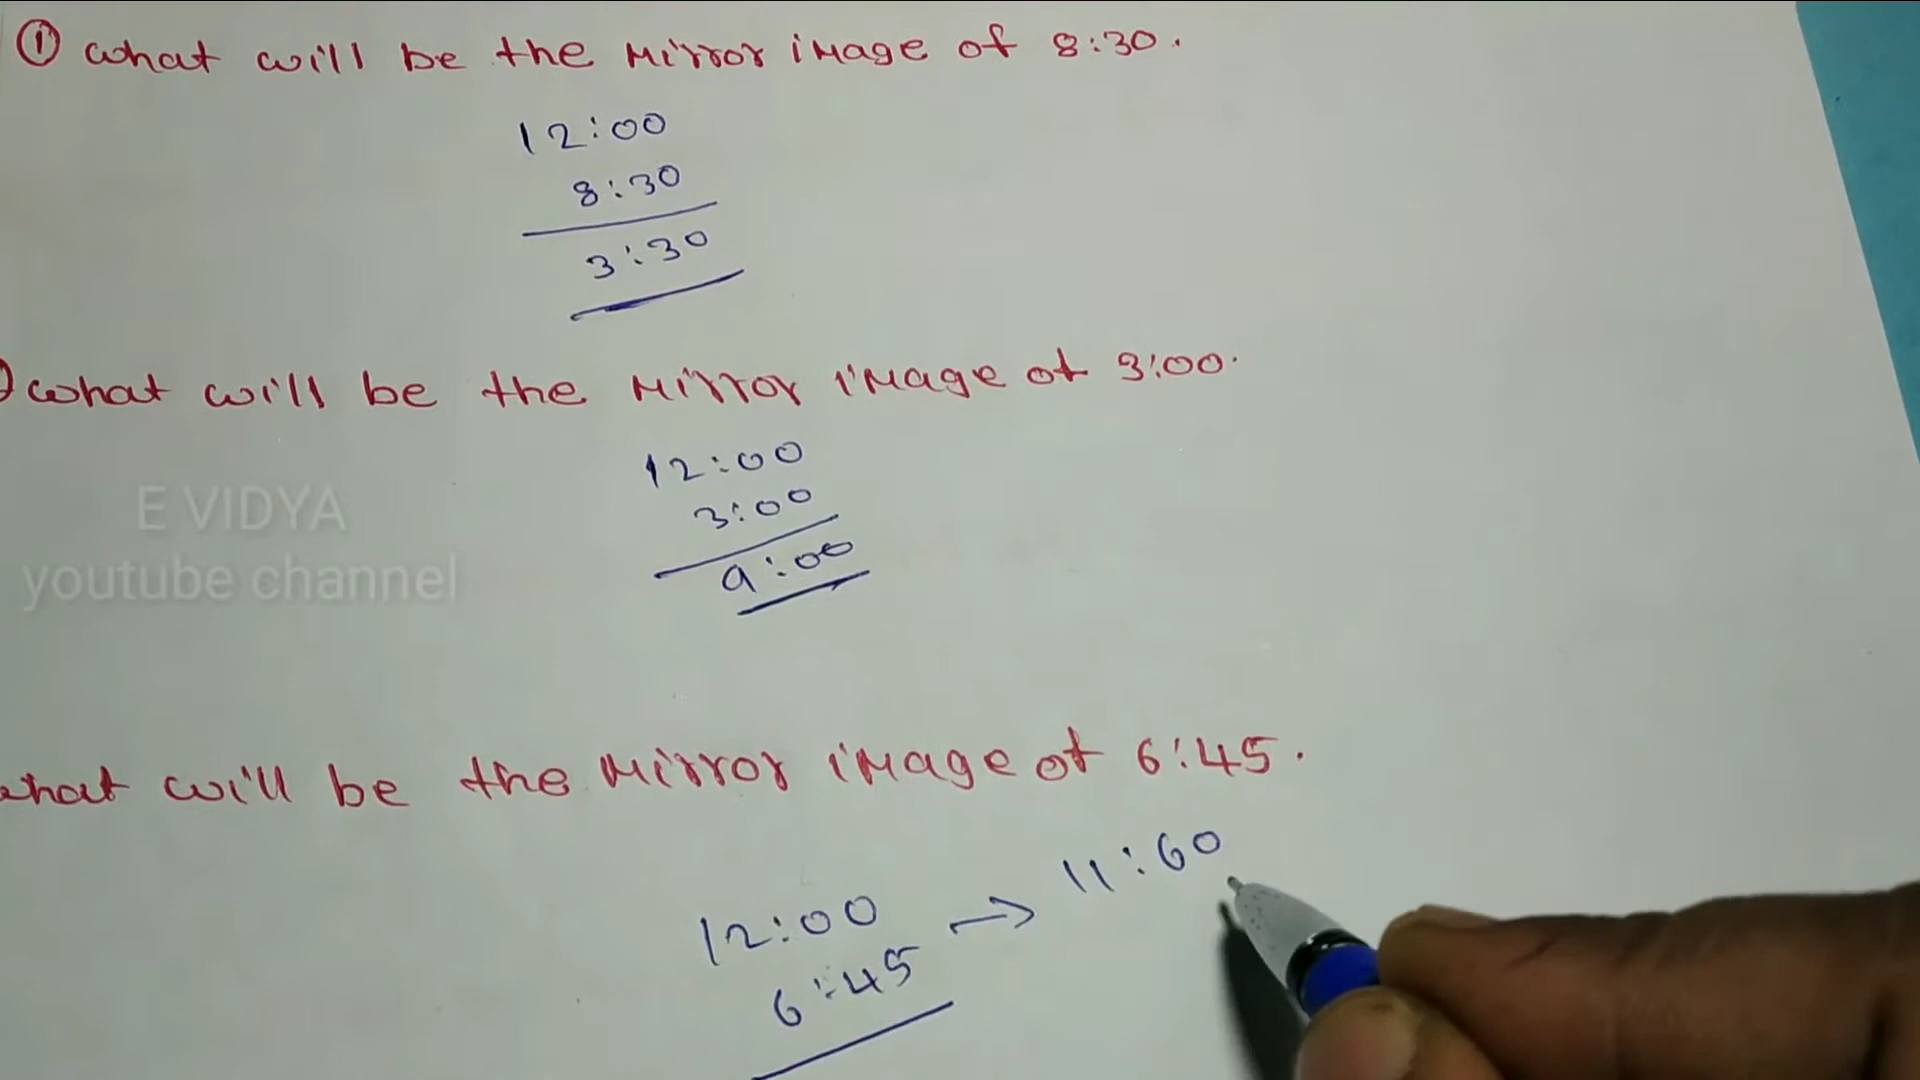 ① What will be the mirror image of 8:30.
12:00
8:30
3:30
what will be the mirror image of 3:00.
12:00
3:00
9:00
E VIDYA
youtube channel
what will be the mirror image of 6:45.
12:00 → 11:60
6:45